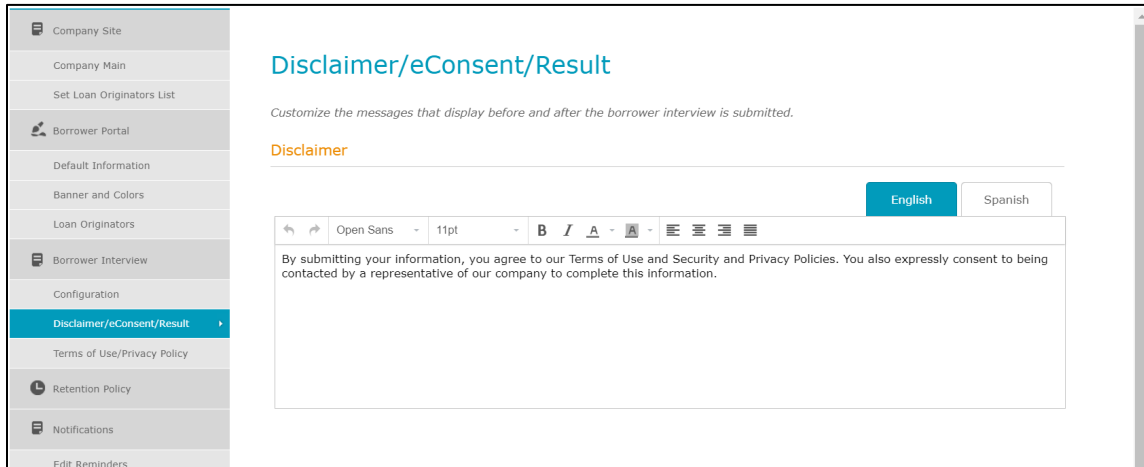 Company Site
Company Main
Set Loan Originators List
Borrower Portal
Default Information
Banner and Colors
Loan Originators
Borrower Interview
Configuration
Disclaimer/eConsent/Result
Terms of Use/Privacy Policy
Retention Policy
Notifications
Edit Reminders
Disclaimer/eConsent/Result
Customize the messages that display before and after the borrower interview is submitted.
Disclaimer
English Spanish
Open Sans 11pt B I A A
By submitting your information, you agree to our Terms of Use and Security and Privacy Policies. You also expressly consent to being
contacted by a representative of our company to complete this information.